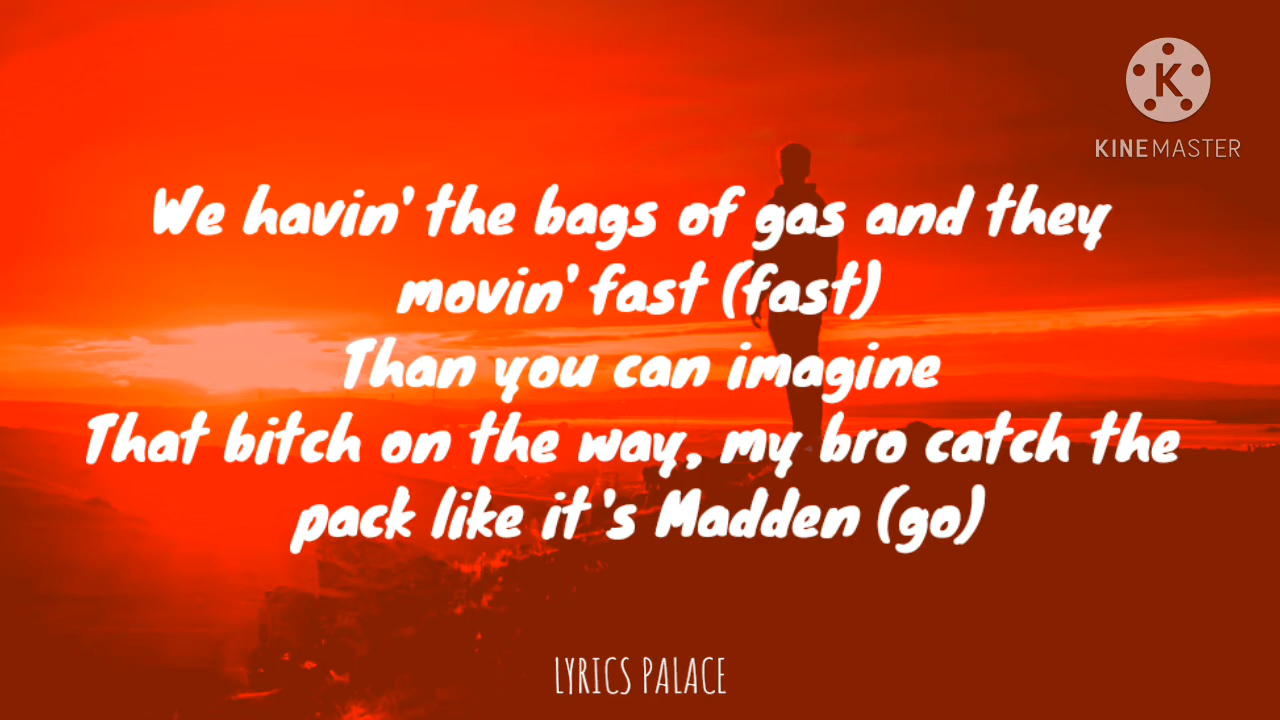 K
KINEMASTER
We havin' the bags of gas and they
movin' fast (fast)
Than you can imagine
That bitch on the way, my bro catch the
pack like it 's Madden (go)
LYRICS PALACE